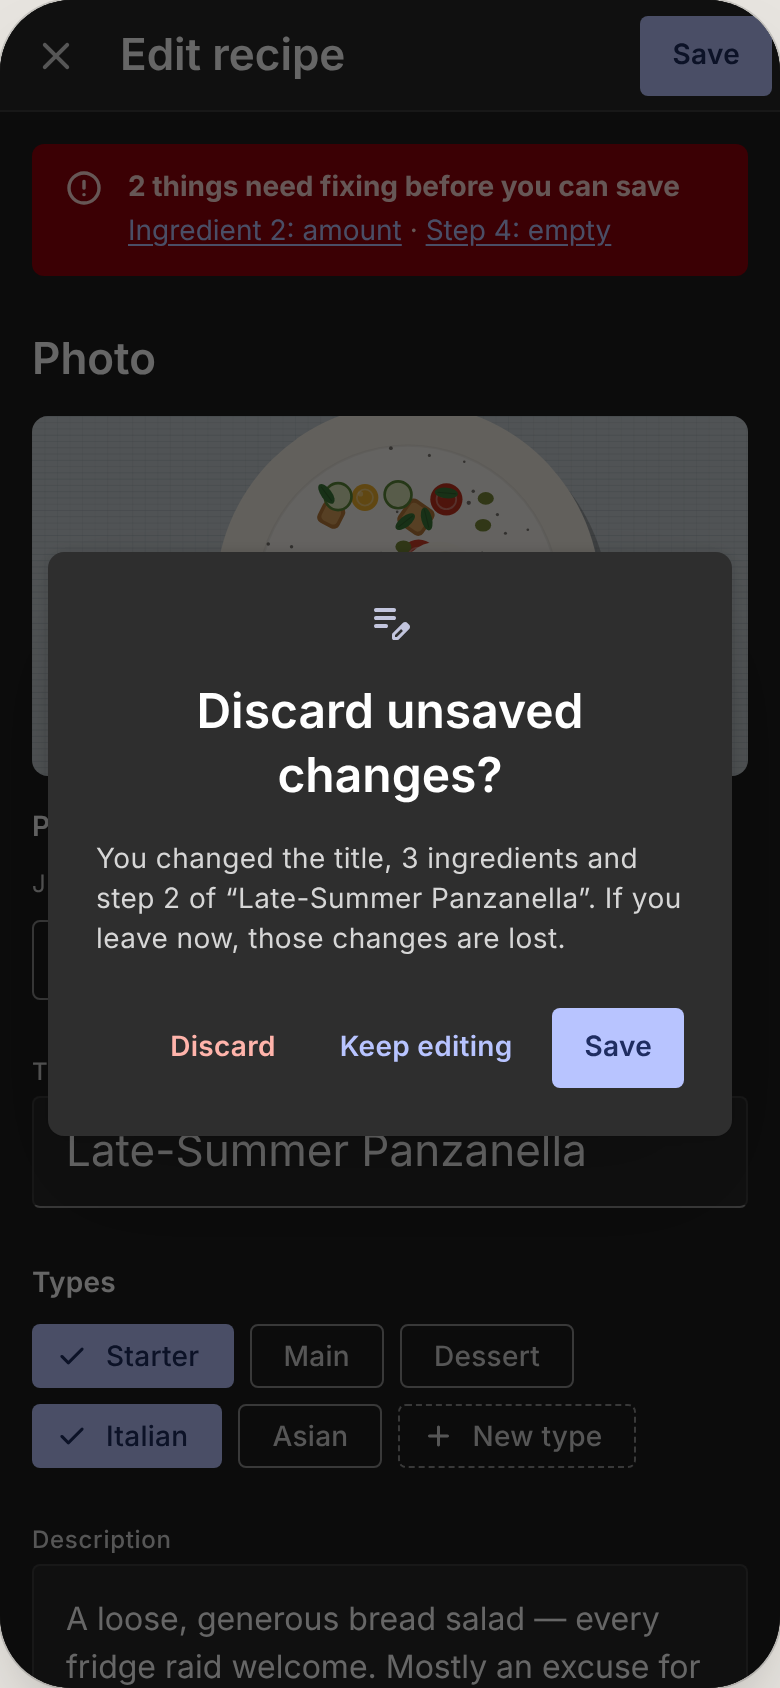 Edit recipe
Save
2 things need fixing before you can save
Ingredient 2: amount · Step 4: empty
Photo
Discard unsaved
changes?
You changed the title, 3 ingredients and
step 2 of “Late-Summer Panzanella”. If you
leave now, those changes are lost.
Discard
Keep editing
Save
Late-Summer Panzanella
Types
Starter
Main
Dessert
Italian
Asian
New type
Description
A loose, generous bread salad — every
fridge raid welcome. Mostly an excuse for